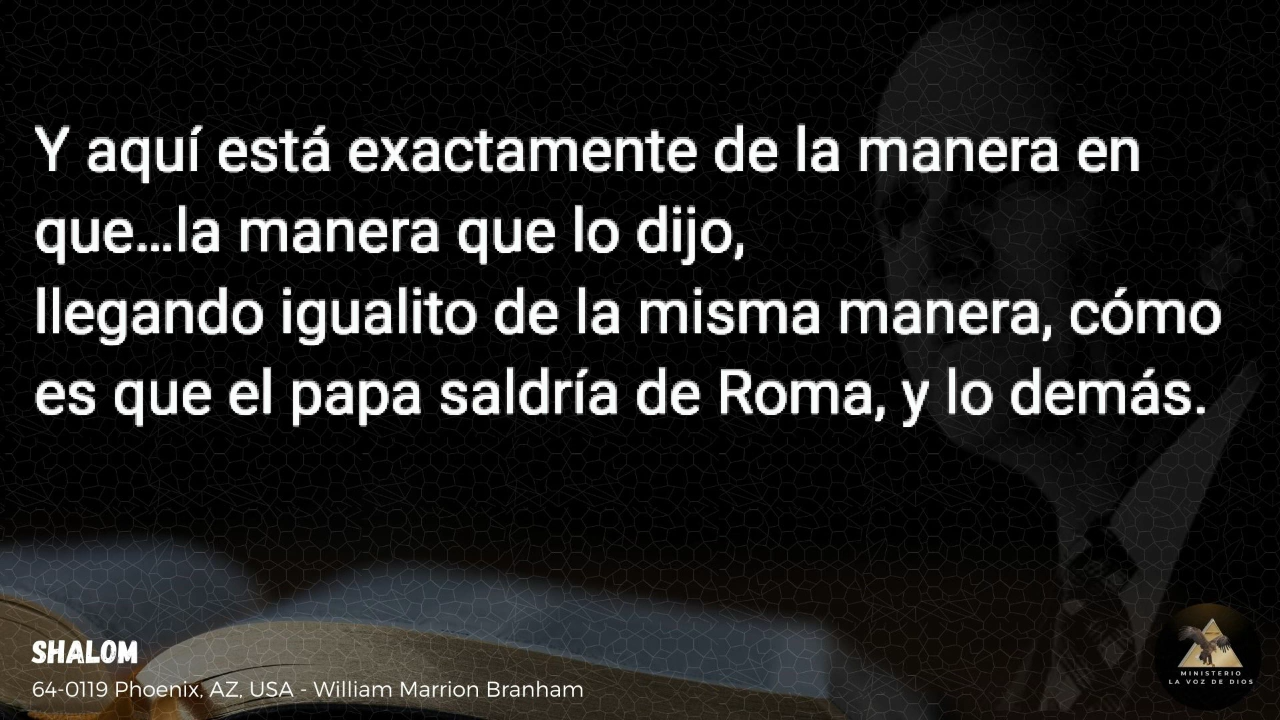 Y aquí está exactamente de la manera en
que...la manera que lo dijo,
llegando igualito de la misma manera, cómo
es que el papa saldría de Roma, y lo demás.
SHALOM
64-0119 Phoenix, AZ, USA - William Marrion Branham
MINISTERIO
LA VOZ DE DIOS